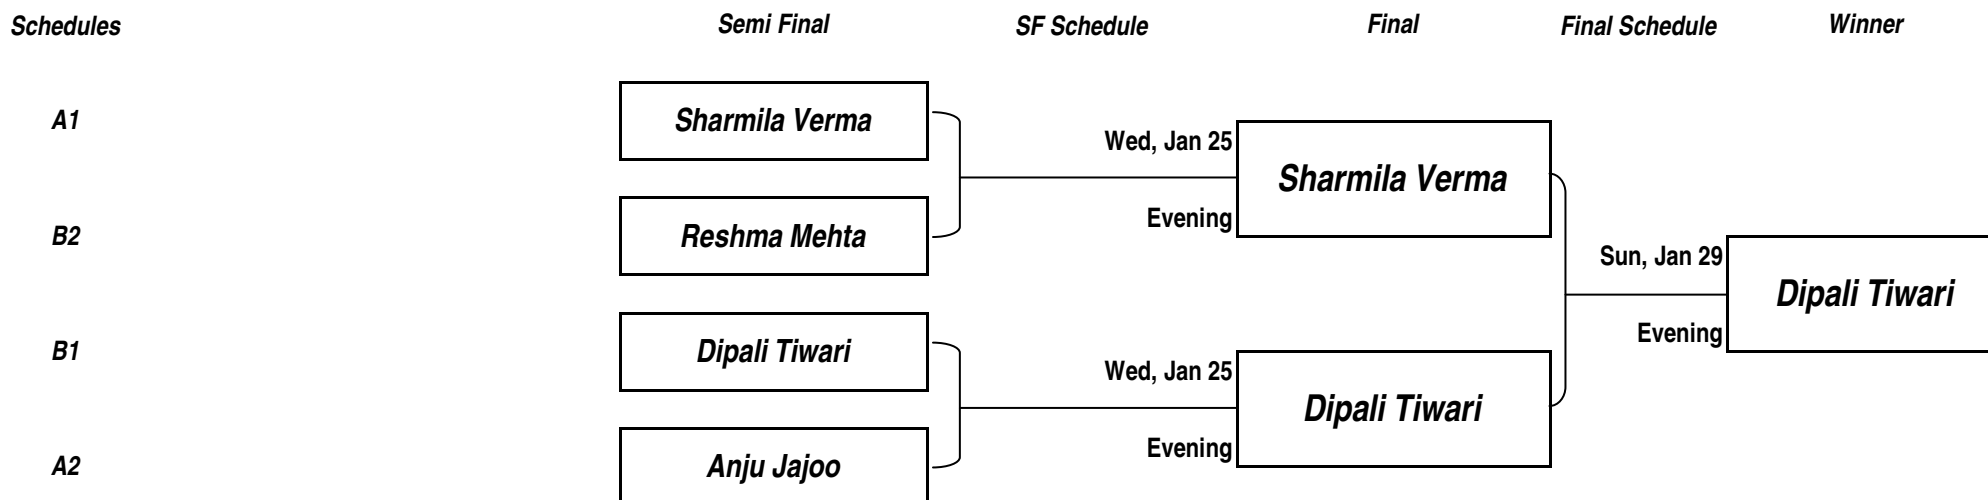 Schedules Semi Final SF Schedule Final Final Schedule Winner
A1 Sharmila Verma
Wed, Jan 25
Sharmila Verma
Evening
B2 Reshma Mehta
Sun, Jan 29
Dipali Tiwari
Evening
B1 Dipali Tiwari
Wed, Jan 25
Dipali Tiwari
Evening
A2 Anju Jajoo